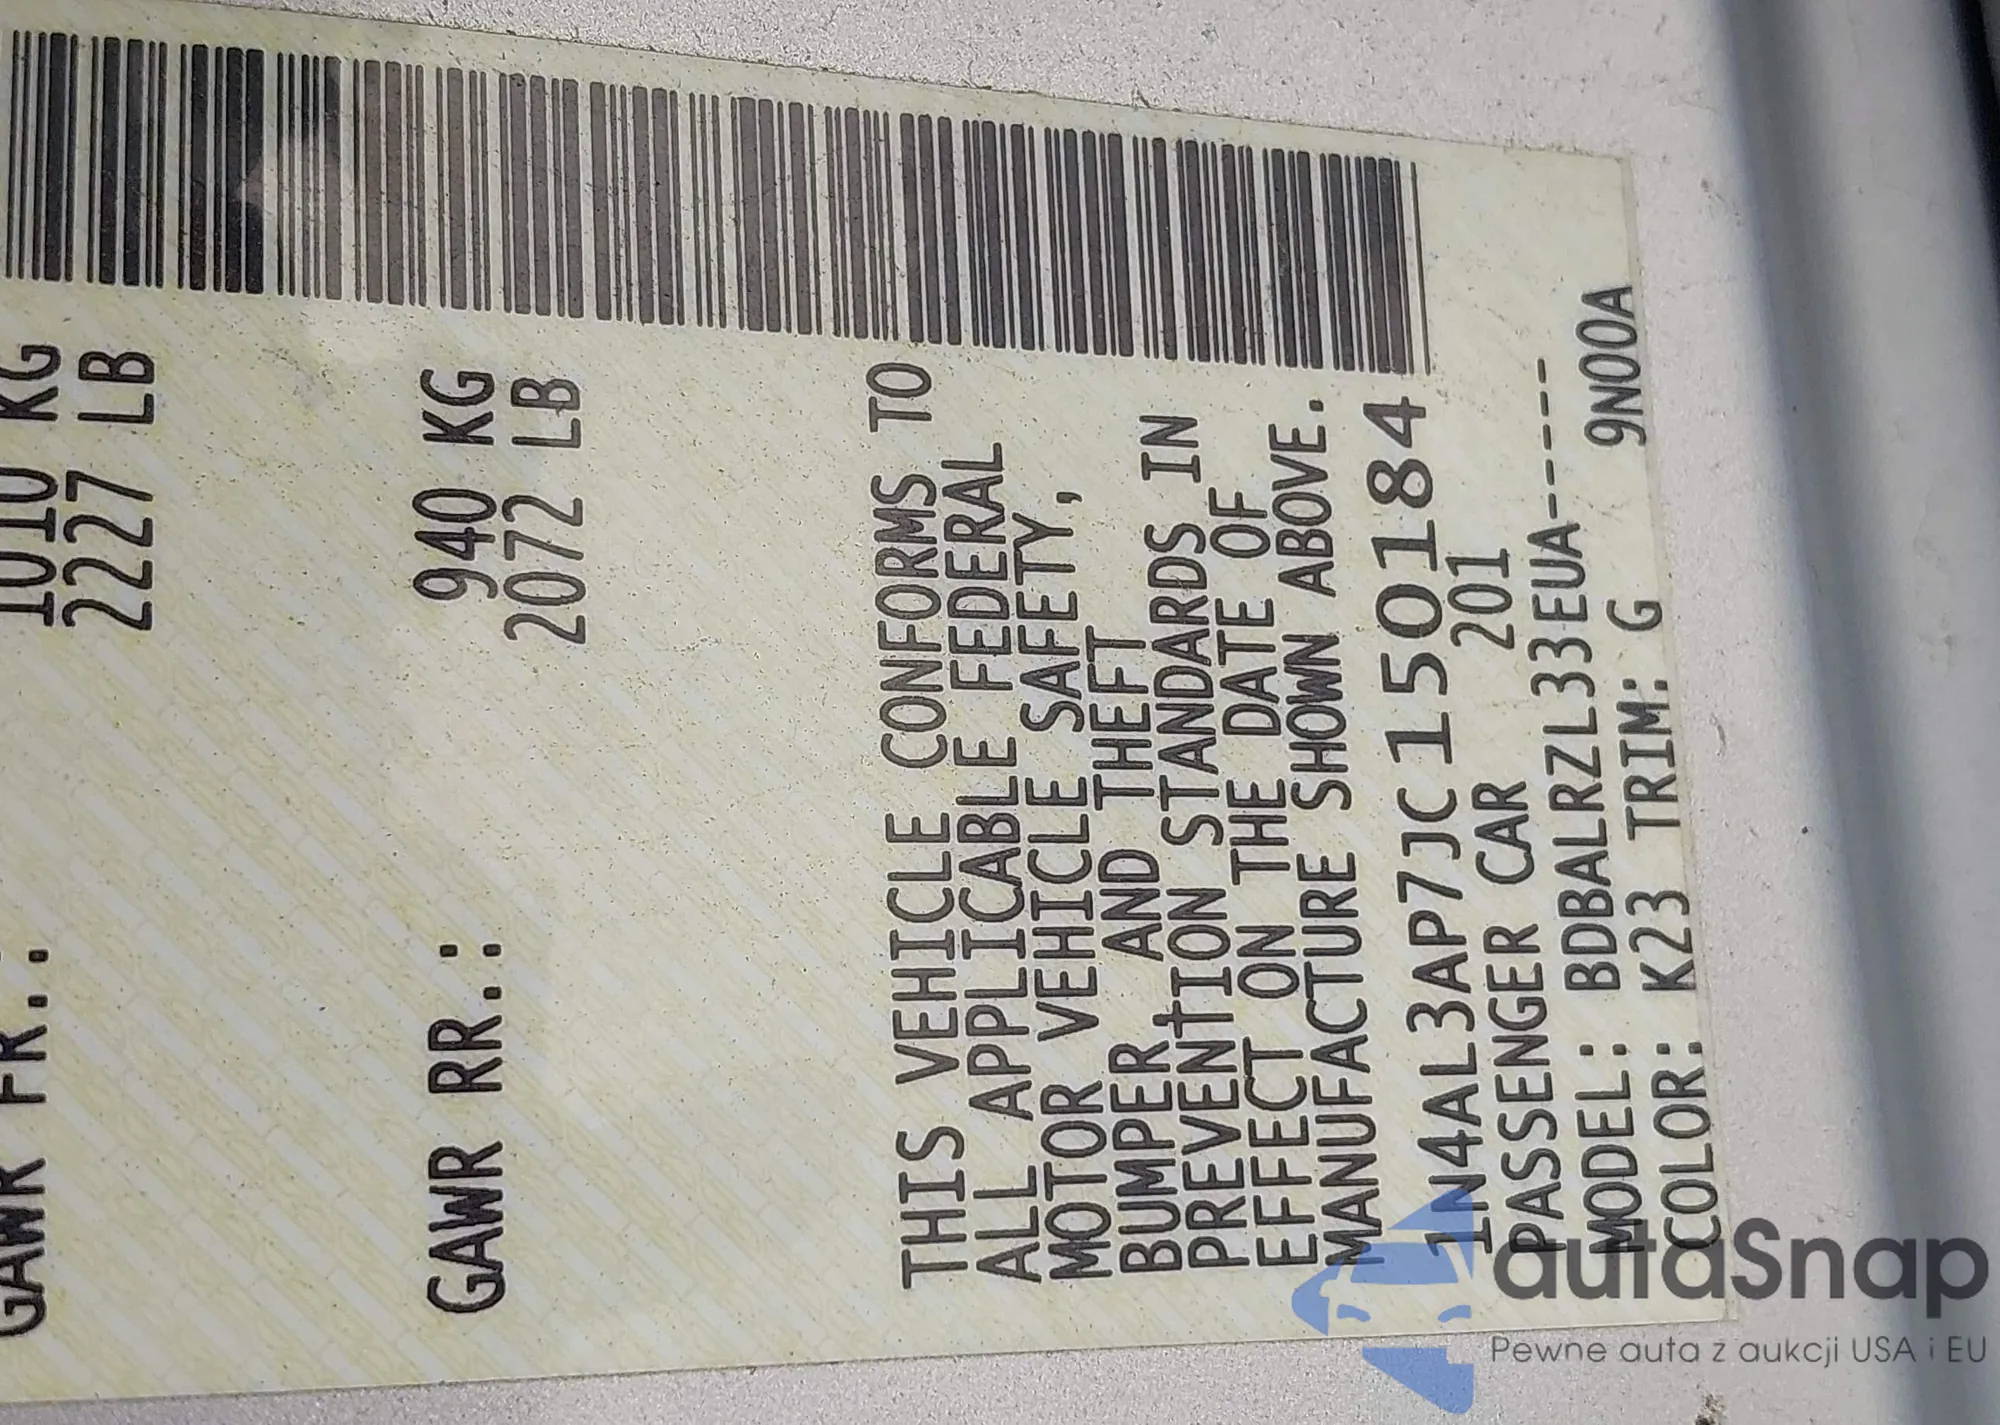 GAWR FR.: 1010 KG
2227 LB
GAWR RR.: 940 KG
2072 LB
THIS VEHICLE CONFORMS TO
ALL APPLICABLE FEDERAL
MOTOR VEHICLE SAFETY,
BUMPER AND THEFT
PREVENTION STANDARDS IN
EFFECT ON THE DATE OF
MANUFACTURE SHOWN ABOVE.
1N4AL3AP7JC150184
PASSENGER CAR 201
MODEL: BDBALRZL33EUA------
COLOR: K23 TRIM: G 9N00A
autaSnap
Pewne auta z aukcji USA i EU